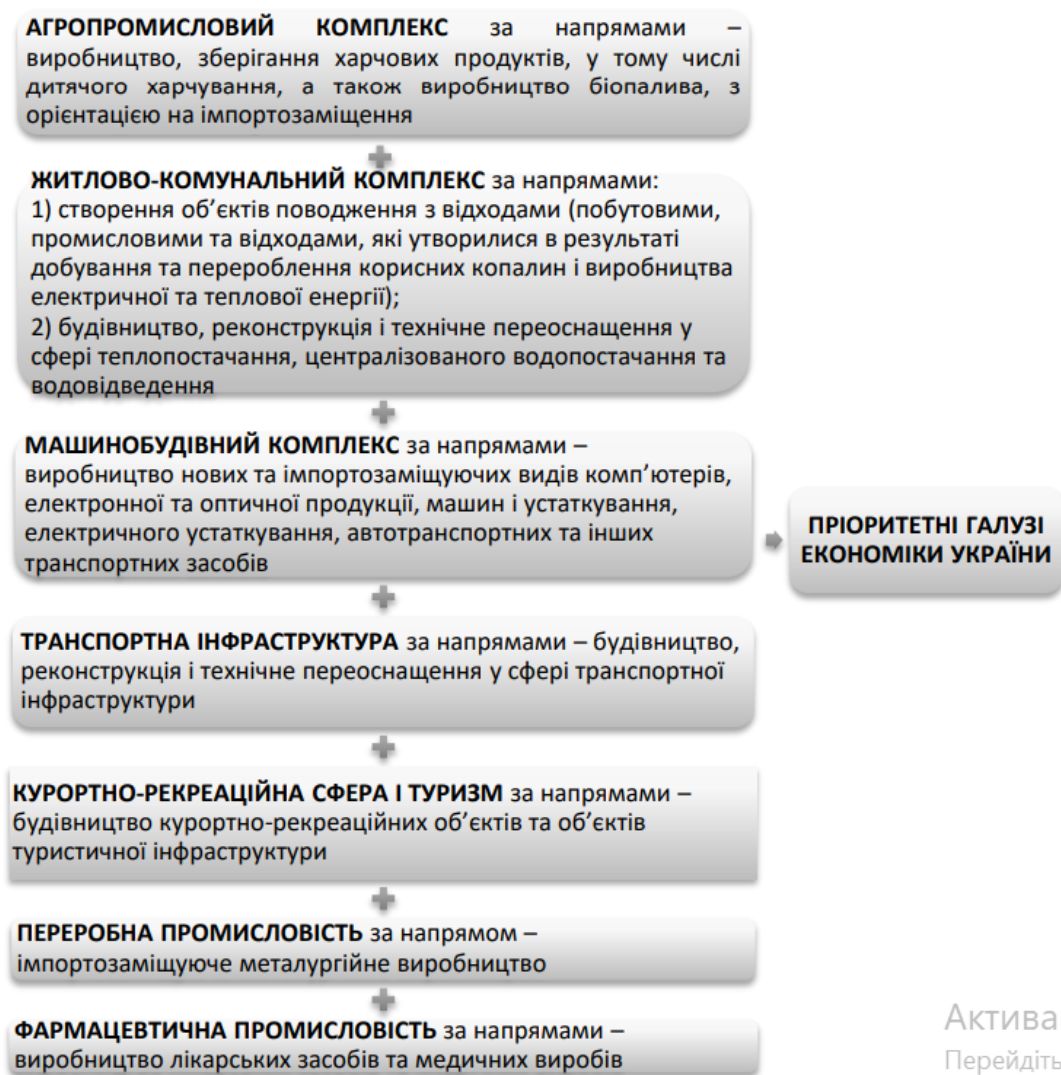 АГРОПРОМИСЛОВИЙ КОМПЛЕКС за напрямами –
виробництво, зберігання харчових продуктів, у тому числі
дитячого харчування, а також виробництво біопалива, з
орієнтацією на імпортозаміщення
ЖИТЛОВО-КОМУНАЛЬНИЙ КОМПЛЕКС за напрямами:
1) створення об’єктів поводження з відходами (побутовими,
промисловими та відходами, які утворилися в результаті
добування та перероблення корисних копалин і виробництва
електричної та теплової енергії);
2) будівництво, реконструкція і технічне переоснащення у
сфері теплопостачання, централізованого водопостачання та
водовідведення
МАШИНОБУДІВНИЙ КОМПЛЕКС за напрямами –
виробництво нових та імпортозаміщуючих видів комп’ютерів,
електронної та оптичної продукції, машин і устаткування,
електричного устаткування, автотранспортних та інших
транспортних засобів
ПРІОРИТЕТНІ ГАЛУЗІ
ЕКОНОМІКИ УКРАЇНИ
ТРАНСПОРТНА ІНФРАСТРУКТУРА за напрямами – будівництво,
реконструкція і технічне переоснащення у сфері транспортної
інфраструктури
КУРОРТНО-РЕКРЕАЦІЙНА СФЕРА І ТУРИЗМ за напрямами –
будівництво курортно-рекреаційних об’єктів та об’єктів
туристичної інфраструктури
ПЕРЕРОБНА ПРОМИСЛОВІСТЬ за напрямом –
імпортозаміщуюче металургійне виробництво
ФАРМАЦЕВТИЧНА ПРОМИСЛОВІСТЬ за напрямами –
виробництво лікарських засобів та медичних виробів
Актива
Перейдіть